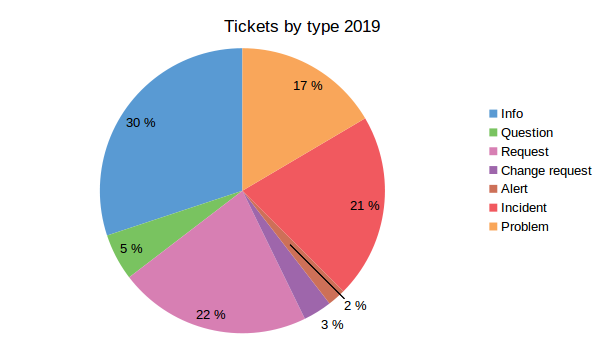 Tickets by type 2019
17 %
30 %
21 %
5 %
2 %
22 %
3 %
Info
Question
Request
Change request
Alert
Incident
Problem